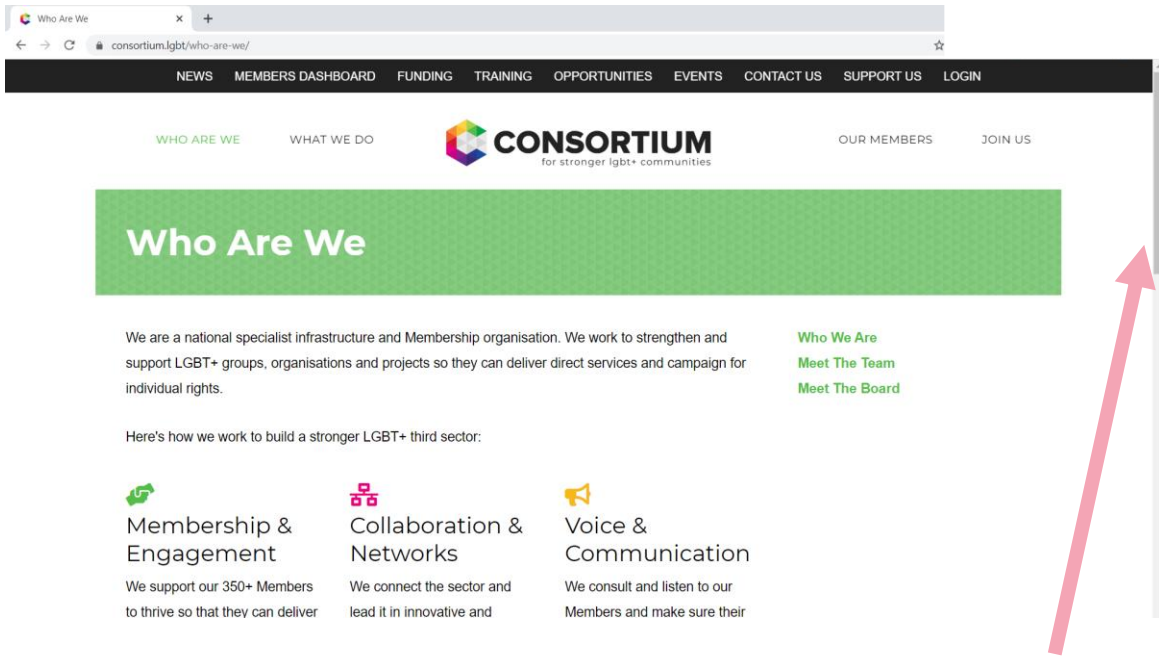 Who Are We
consortium.lgbt/who-are-we/
NEWS MEMBERS DASHBOARD FUNDING TRAINING OPPORTUNITIES EVENTS CONTACT US SUPPORT US LOGIN
WHO ARE WE WHAT WE DO CONSORTIUM OUR MEMBERS JOIN US
for stronger lgbt+ communities
Who Are We
We are a national specialist infrastructure and Membership organisation. We work to strengthen and
support LGBT+ groups, organisations and projects so they can deliver direct services and campaign for
individual rights.
Here's how we work to build a stronger LGBT+ third sector:
Who We Are
Meet The Team
Meet The Board
Membership &
Engagement
We support our 350+ Members
to thrive so that they can deliver
Collaboration &
Networks
We connect the sector and
lead it in innovative and
Voice &
Communication
We consult and listen to our
Members and make sure their